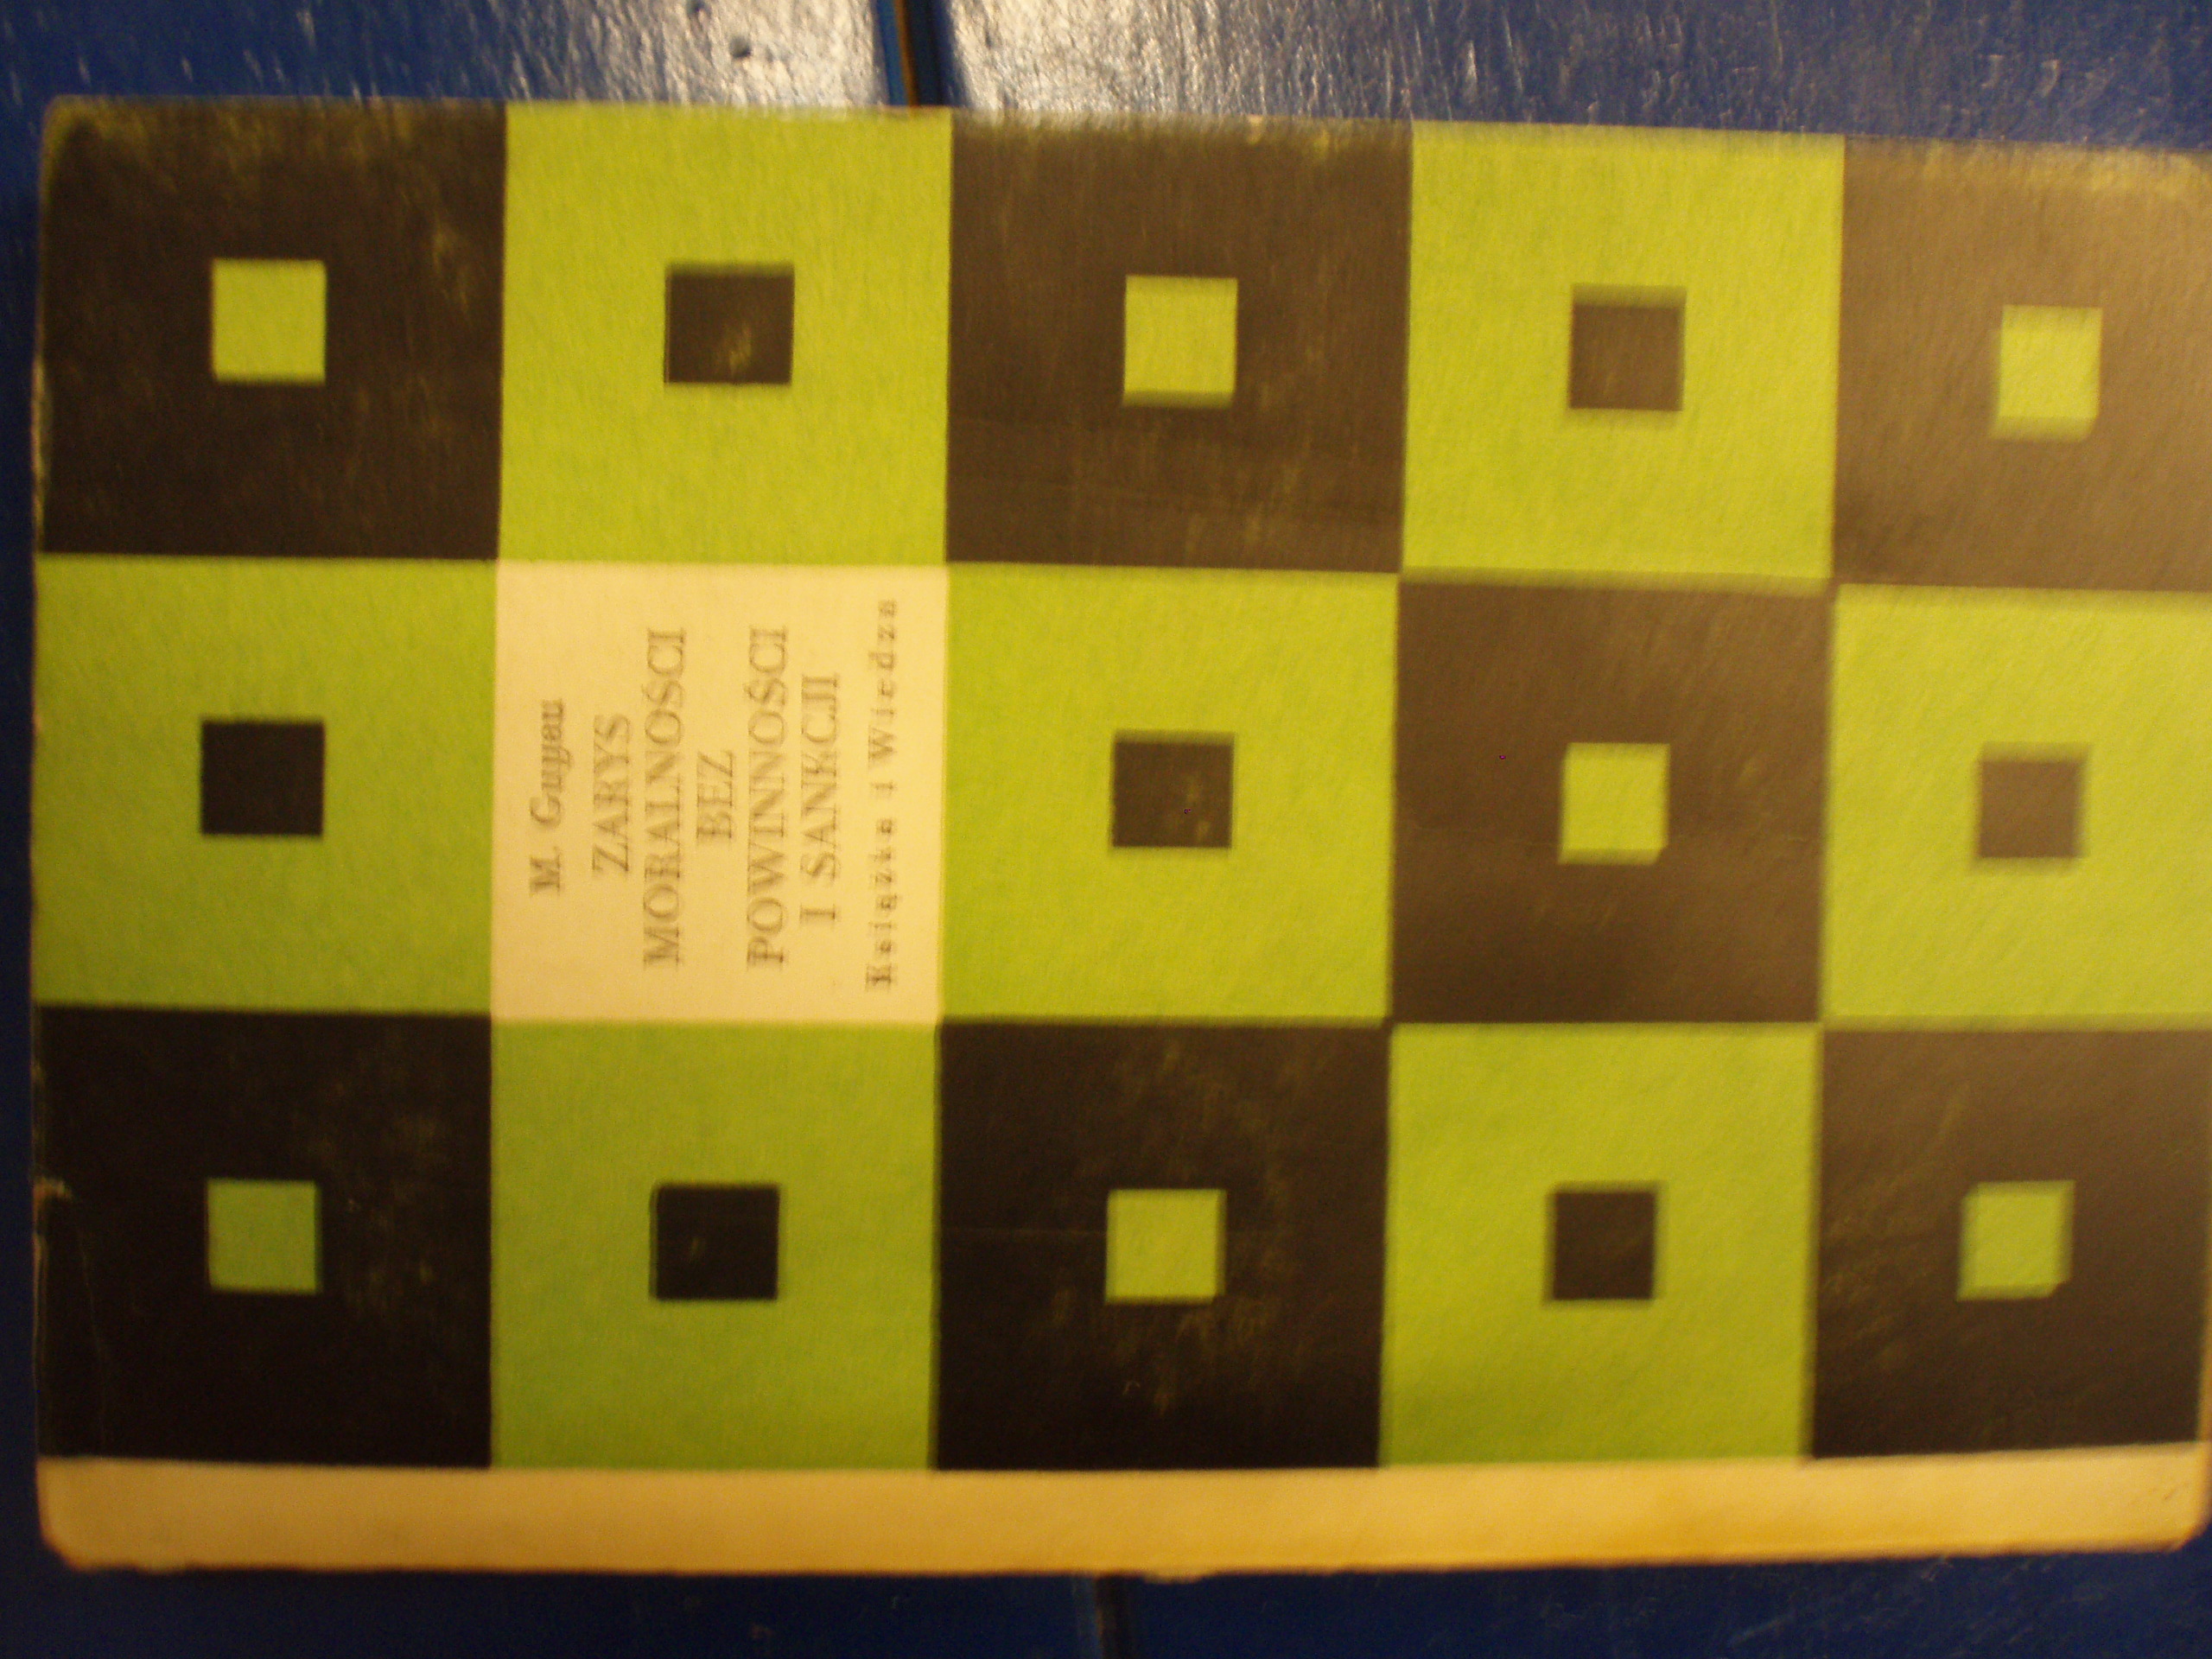 M. Guyau
ZARYS
MORALNOŚCI
BEZ
POWINNOŚCI
I SANKCJI
Książka i Wiedza